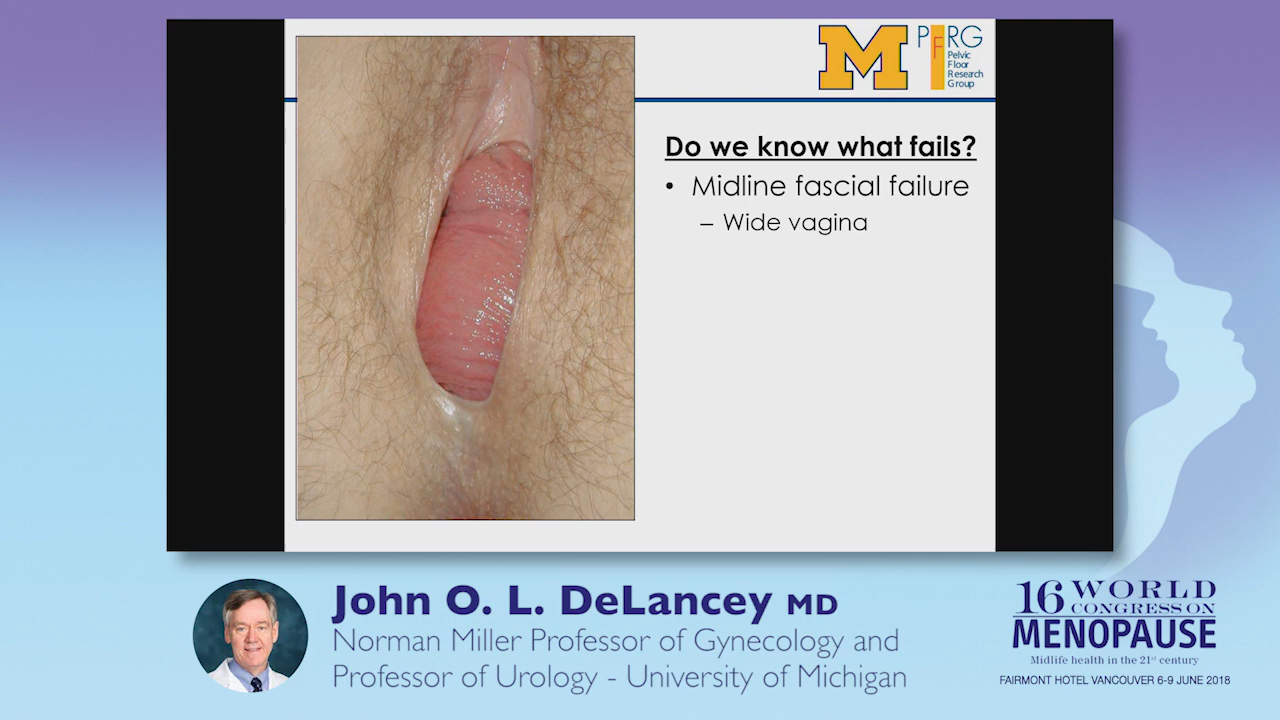 M
PFRG
Pelvic
Floor
Research
Group
Do we know what fails?
• Midline fascial failure
– Wide vagina
John O. L. DeLancey MD
Norman Miller Professor of Gynecology and
Professor of Urology - University of Michigan
16 WORLD
CONGRESS ON
MENOPAUSE
Midlife health in the 21st century
FAIRMONT HOTEL VANCOUVER 6-9 JUNE 2018